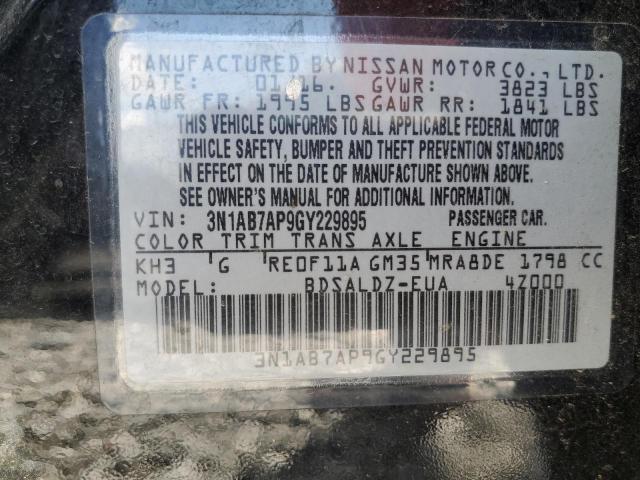 MANUFACTURED BY NISSAN MOTOR CO., LTD.
DATE: 01/16. GVWR: 3823 LBS
GAWR FR: 1995 LBS GAWR RR: 1841 LBS
THIS VEHICLE CONFORMS TO ALL APPLICABLE FEDERAL MOTOR
VEHICLE SAFETY, BUMPER AND THEFT PREVENTION STANDARDS
IN EFFECT ON THE DATE OF MANUFACTURE SHOWN ABOVE.
SEE OWNER'S MANUAL FOR ADDITIONAL INFORMATION.
VIN: 3N1AB7AP9GY229895 PASSENGER CAR.
COLOR TRIM TRANS AXLE ENGINE
KH3 G RE0F11A GM35 MRA8DE 1798 CC
MODEL: BDSALDZ-EUA 4Z000
3N1AB7AP9GY229895